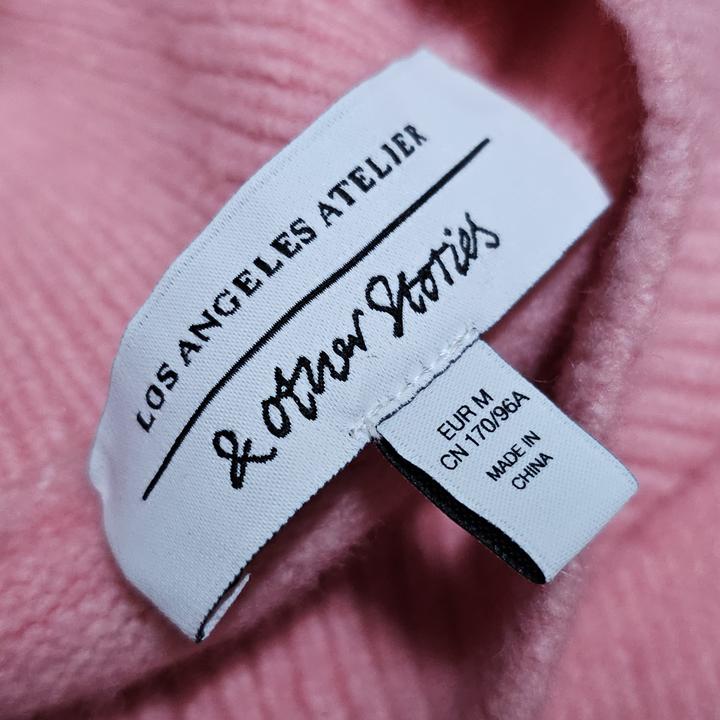 LOS ANGELES ATELIER
& Other Stories
EUR M
CN 170/96A
MADE IN
CHINA